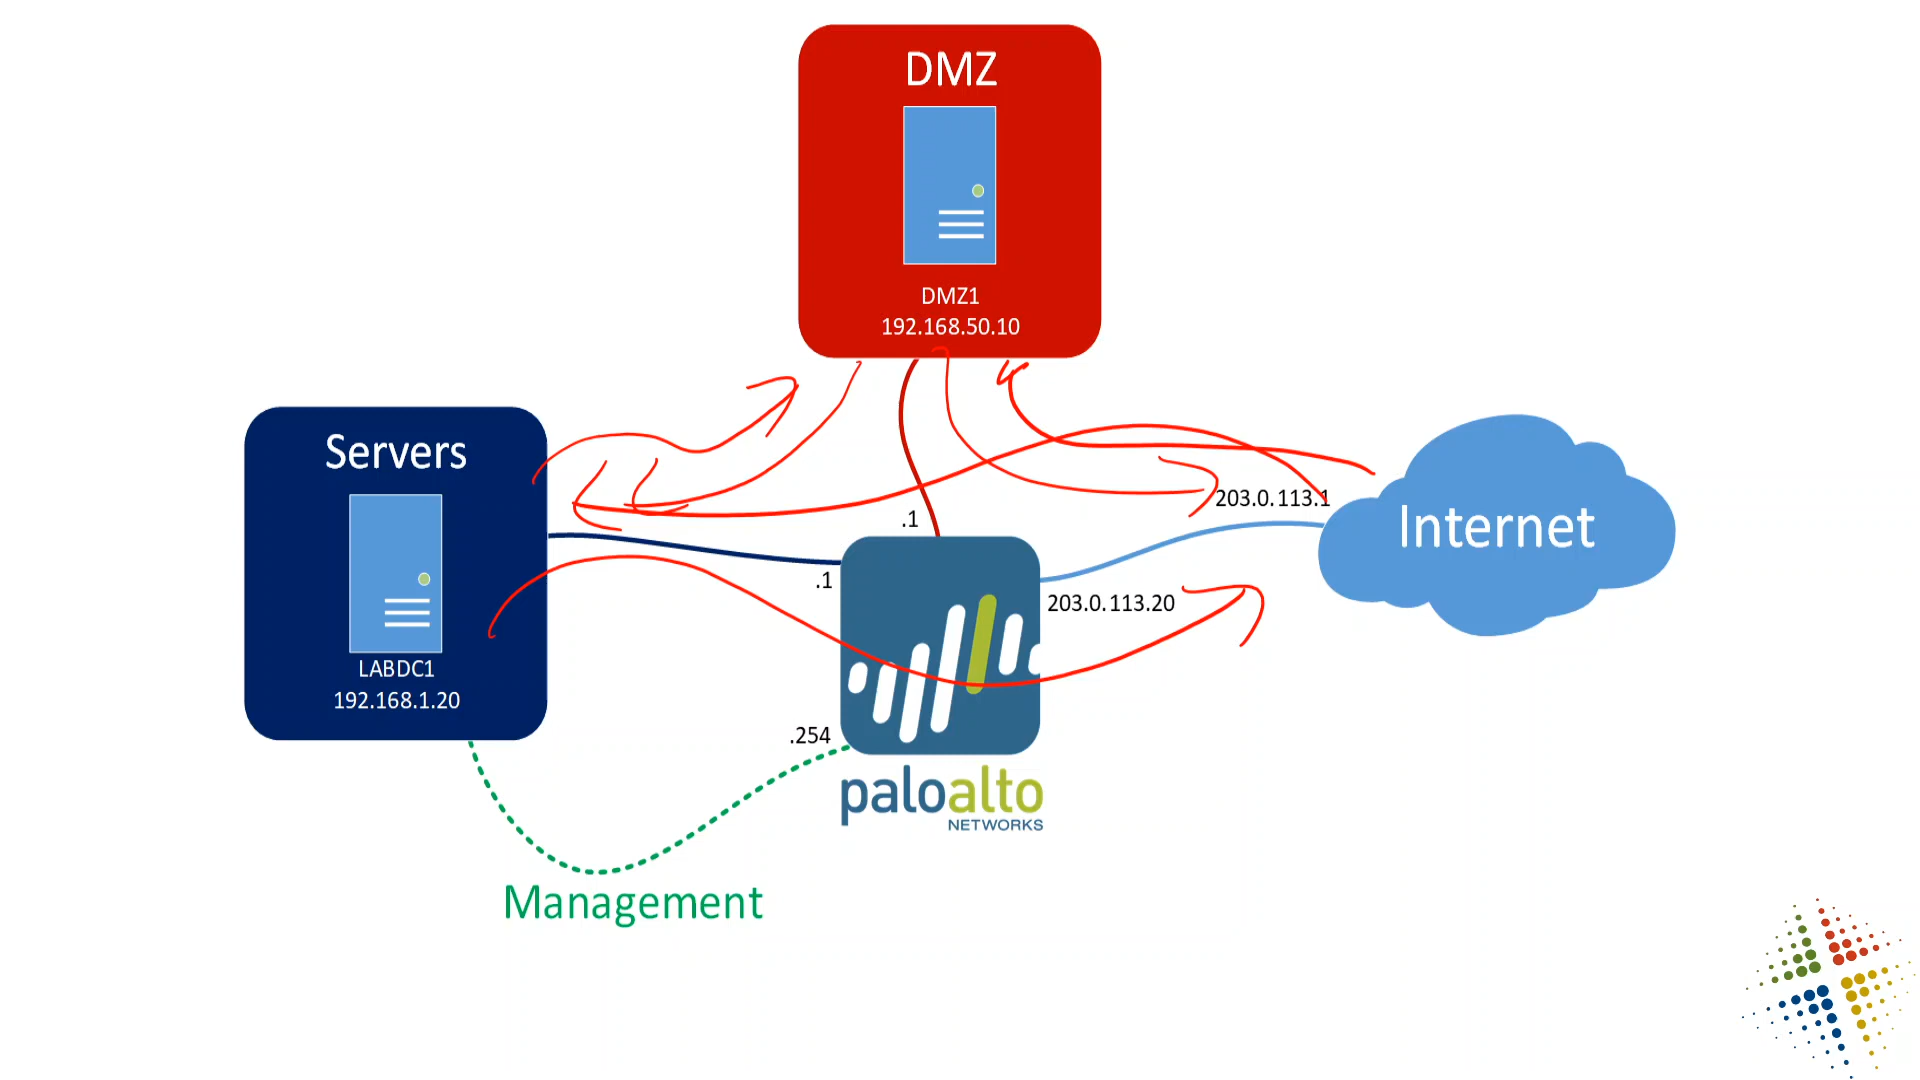 DMZ
DMZ1
192.168.50.10
Servers
LABDC1
192.168.1.20
.1
.1
.254
203.0.113.1
203.0.113.20
Internet
paloalto
NETWORKS
Management